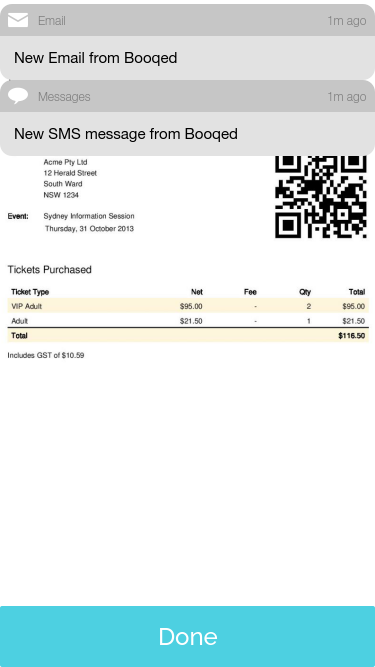 Email 1m ago
New Email from Booqed
Messages 1m ago
New SMS message from Booqed
Acme Pty Ltd
12 Herald Street
South Ward
NSW 1234
Event: Sydney Information Session
Thursday, 31 October 2013
Tickets Purchased
Ticket Type Net Fee Qty Total
VIP Adult $95.00 - 2 $95.00
Adult $21.50 - 1 $21.50
Total $116.50
Includes GST of $10.59
Done